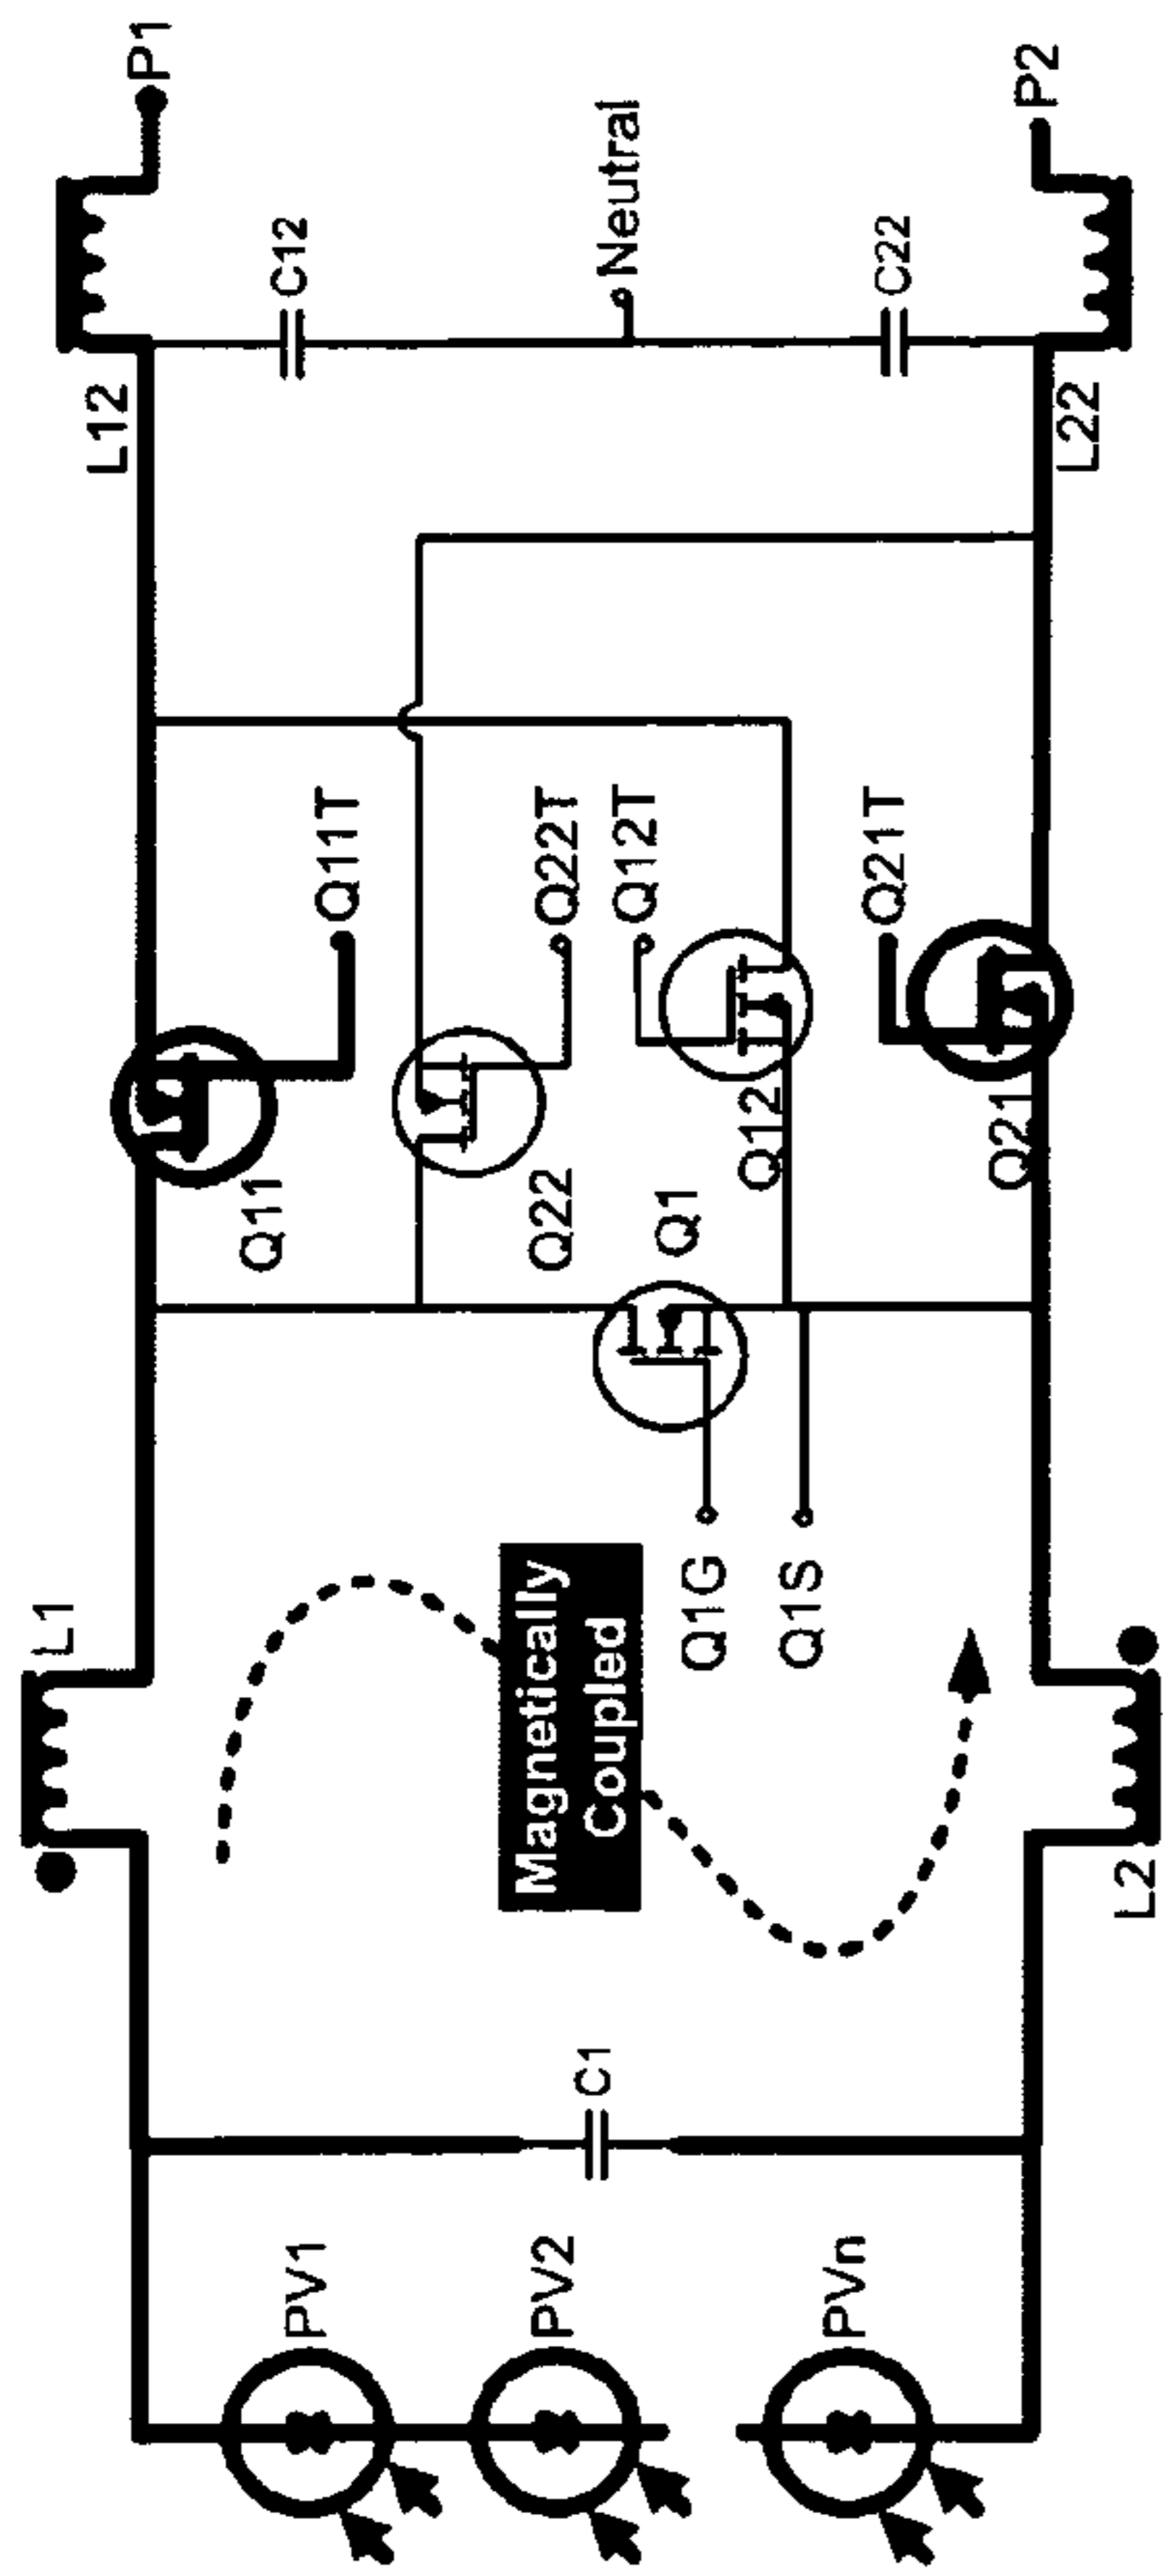 PV1
PV2
PVn
C1
L1
L2
Magnetically
Coupled
Q1G
Q1S
Q1
Q11
Q22
Q12
Q21
Q11T
Q22T
Q12T
Q21T
L12
L22
C12
C22
Neutral
P1
P2